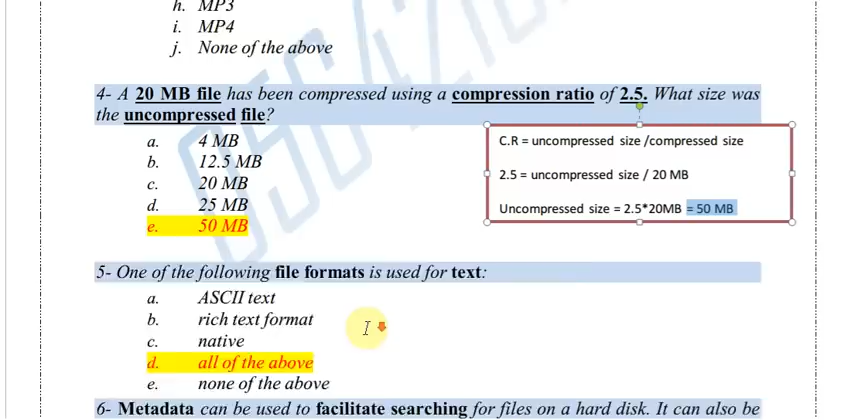 h. MP3
i. MP4
j. None of the above
4- A 20 MB file has been compressed using a compression ratio of 2.5. What size was
the uncompressed file?
a. 4 MB
b. 12.5 MB
c. 20 MB
d. 25 MB
e. 50 MB
C.R = uncompressed size /compressed size
2.5 = uncompressed size / 20 MB
Uncompressed size = 2.5*20MB = 50 MB
5- One of the following file formats is used for text:
a. ASCII text
b. rich text format
c. native
d. all of the above
e. none of the above
6- Metadata can be used to facilitate searching for files on a hard disk. It can also be